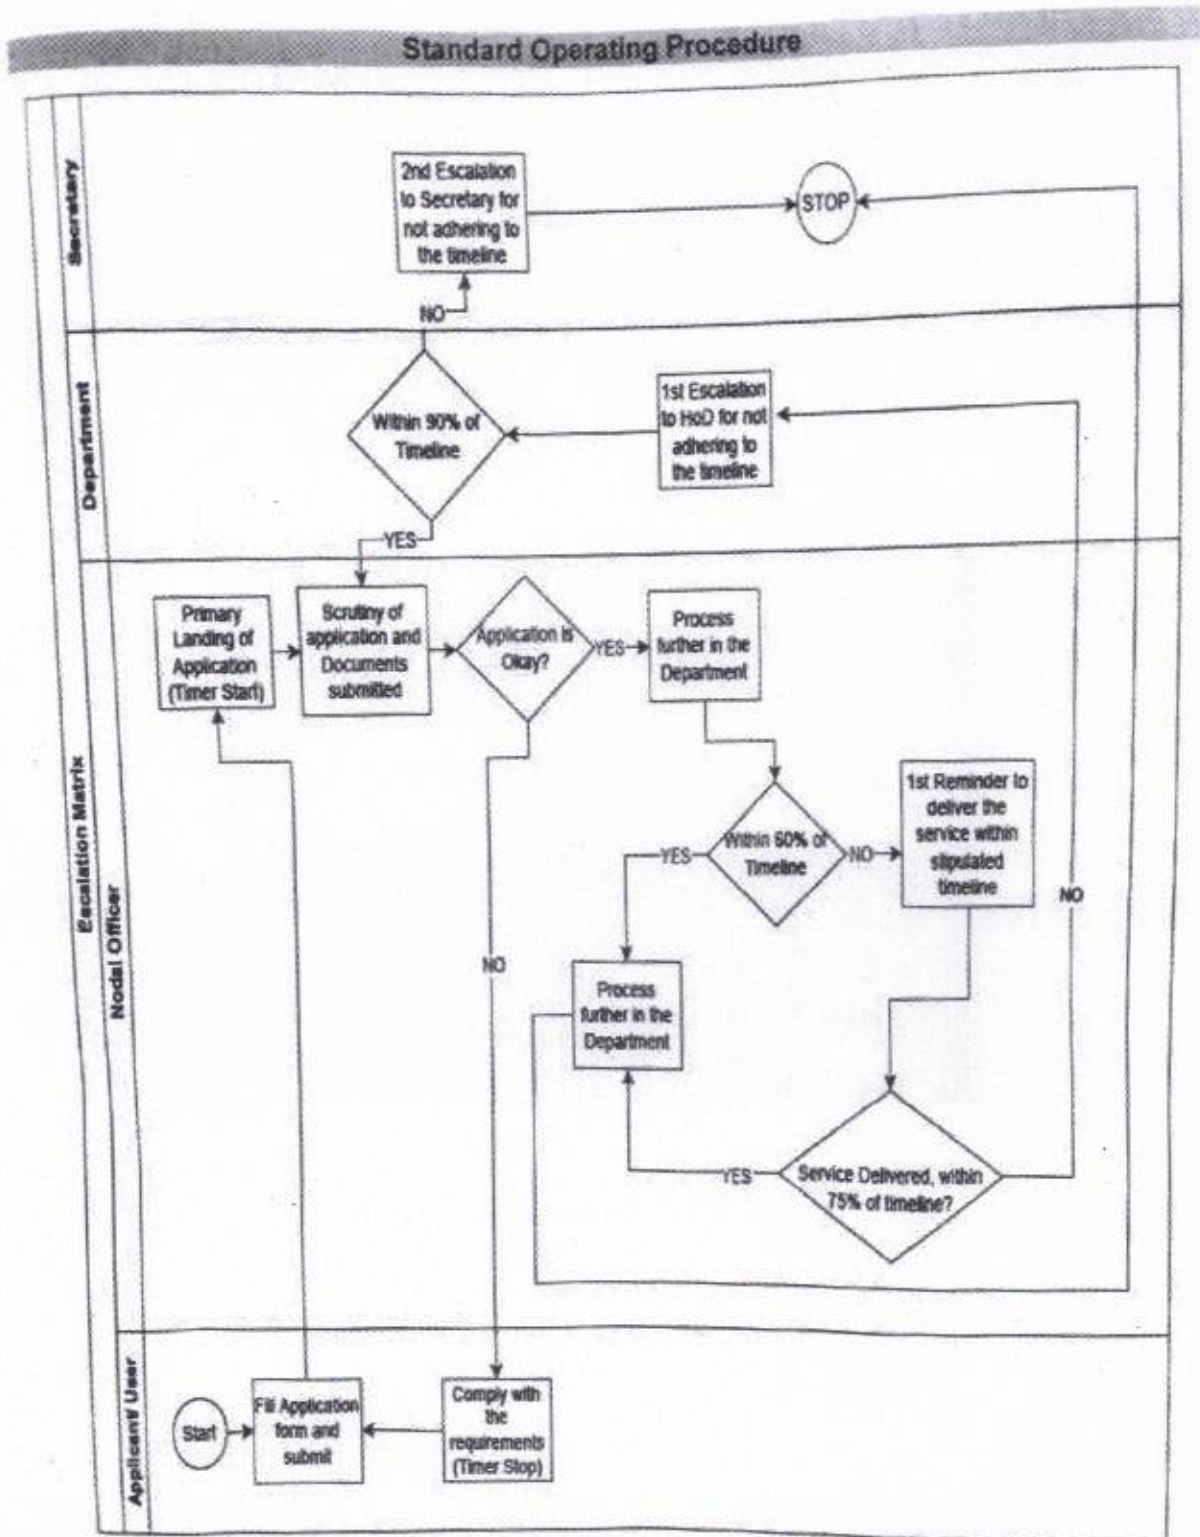 Standard Operating Procedure
Secretary
2nd Escalation
to Secretary for
not adhering to
the timeline
STOP
NO
Department
Within 90% of
Timeline
1st Escalation
to HoD for not
adhering to
the timeline
YES
Escalation Matrix
Nodal Officer
Primary
Landing of
Application
(Timer Start)
Scrutiny of
application and
Documents
submitted
Application is
Okay?
YES
Process
further in the
Department
Within 60% of
Timeline
YES
NO
1st Reminder to
deliver the
service within
stipulated
timeline
NO
NO
Process
further in the
Department
Service Delivered, within
75% of timeline?
YES
Applicant/ User
Start
Fill Application
form and
submit
Comply with
the
requirements
(Timer Stop)